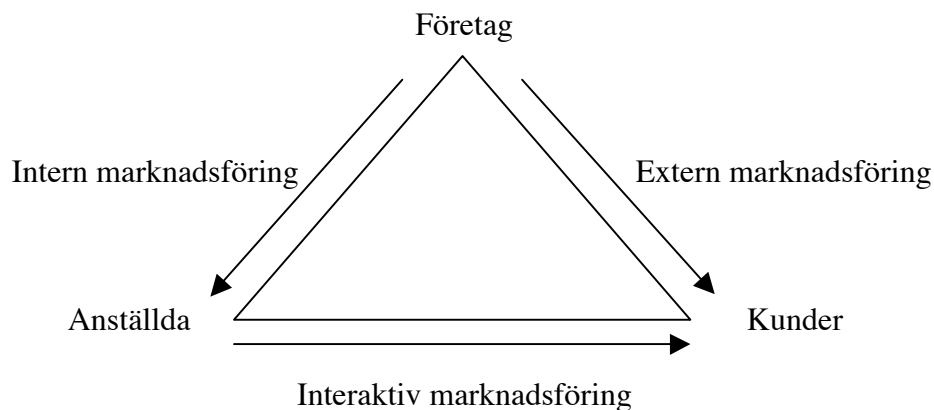 Företag
Intern marknadsföring
Extern marknadsföring
Anställda
Kunder
Interaktiv marknadsföring